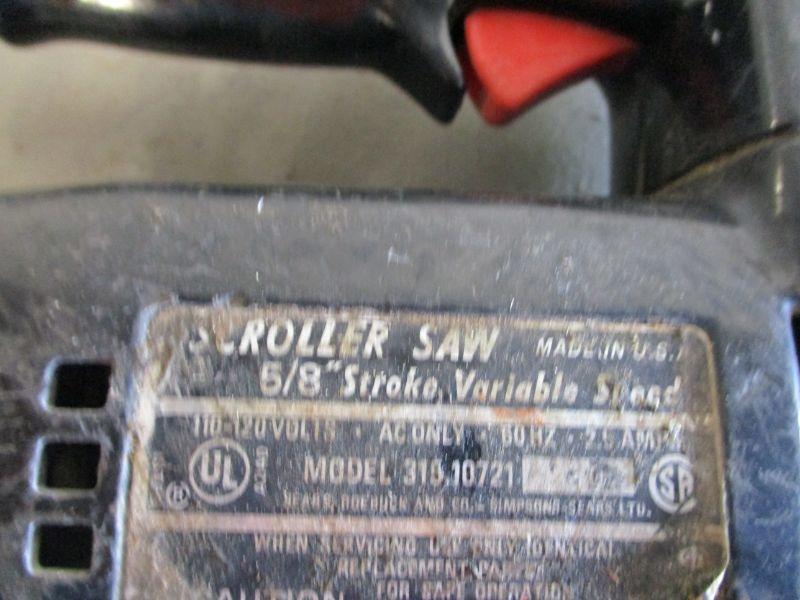 SCROLLER SAW MADE IN U.S.A
5/8" Stroke, Variable Speed
110-120 VOLTS • AC ONLY • 60 HZ • 2.5 AMPS
UL MODEL 315.10721 SA
SEARS, ROEBUCK AND CO. - SIMPSONS-SEARS LTD.
WHEN SERVICING USE ONLY IDENTICAL
REPLACEMENT PARTS
CAUTION FOR SAFE OPERATION